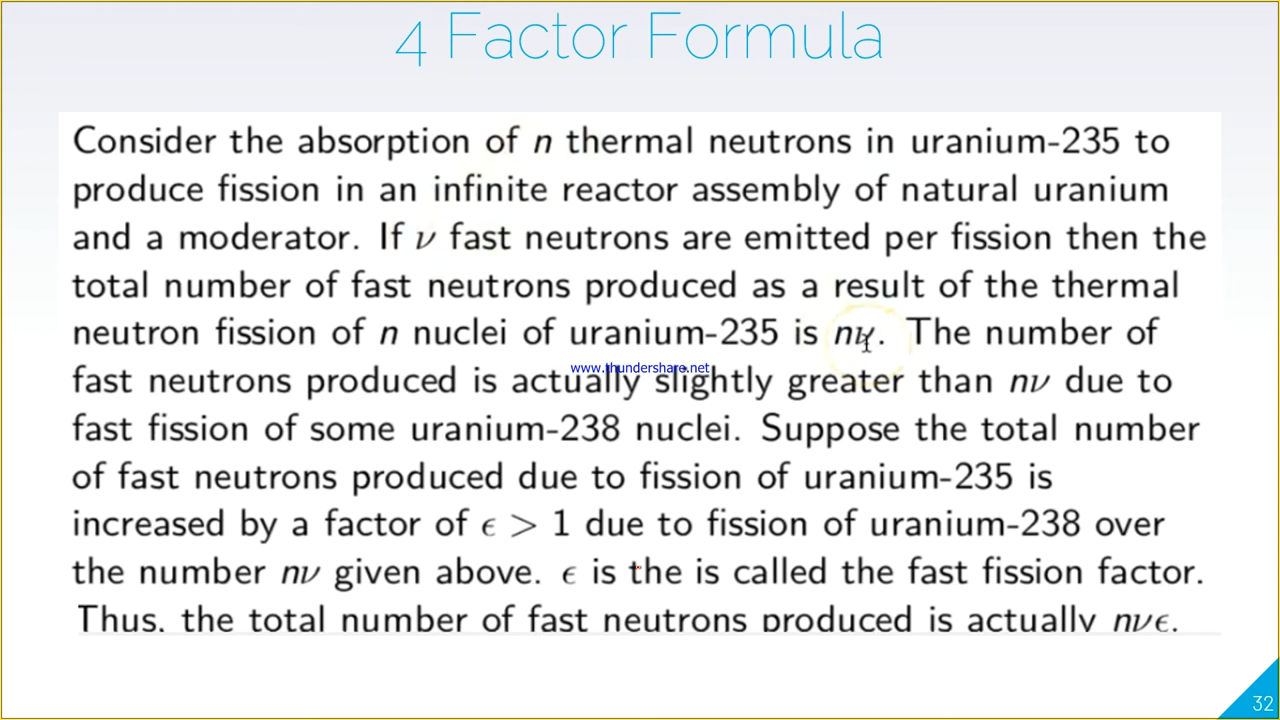 4 Factor Formula
Consider the absorption of n thermal neutrons in uranium-235 to
produce fission in an infinite reactor assembly of natural uranium
and a moderator. If ν fast neutrons are emitted per fission then the
total number of fast neutrons produced as a result of the thermal
neutron fission of n nuclei of uranium-235 is nν. The number of
www.thundershare.net
fast neutrons produced is actually slightly greater than nν due to
fast fission of some uranium-238 nuclei. Suppose the total number
of fast neutrons produced due to fission of uranium-235 is
increased by a factor of ϵ > 1 due to fission of uranium-238 over
the number nν given above. ϵ is the is called the fast fission factor.
Thus, the total number of fast neutrons produced is actually nνϵ.
32